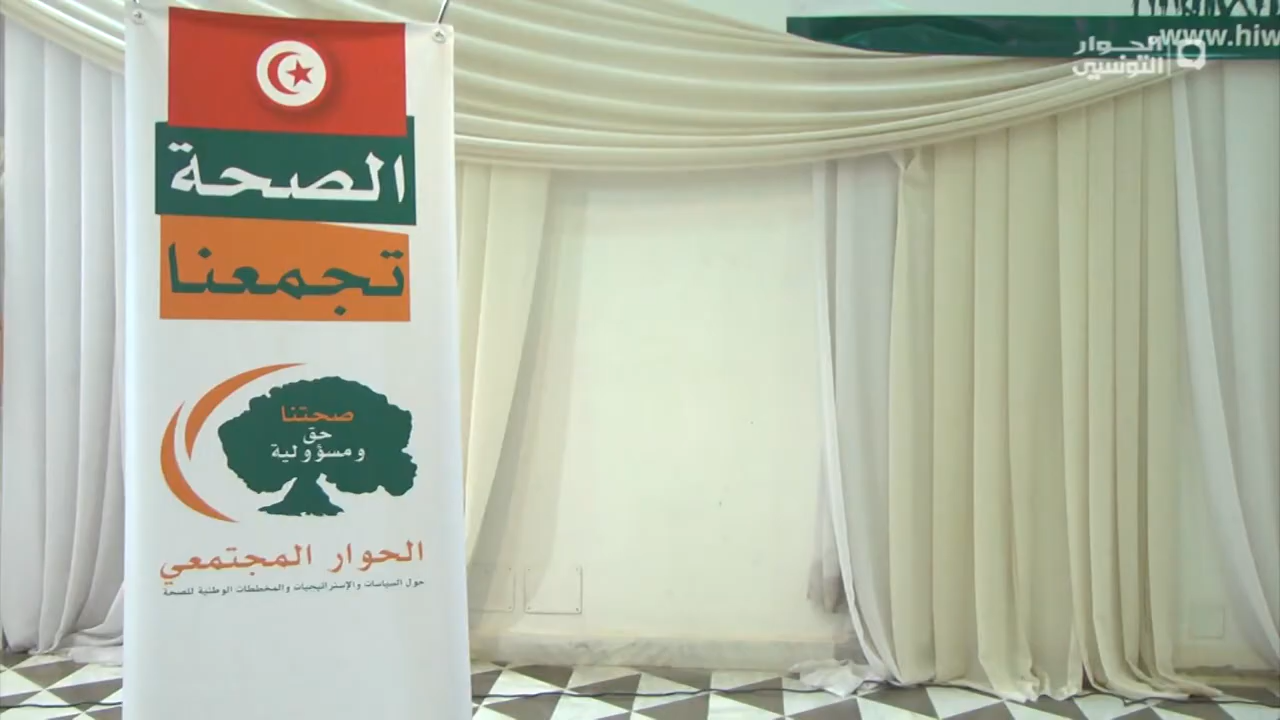 الصحة
تجمعنا
صحتنا
حق
ومسؤولية
الحوار المجتمعي
حول السياسات والإستراتيجيات والمخططات الوطنية للصحة
www.hiw
الحوار
التونسي